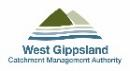 West Gippsland
Catchment Management Authority